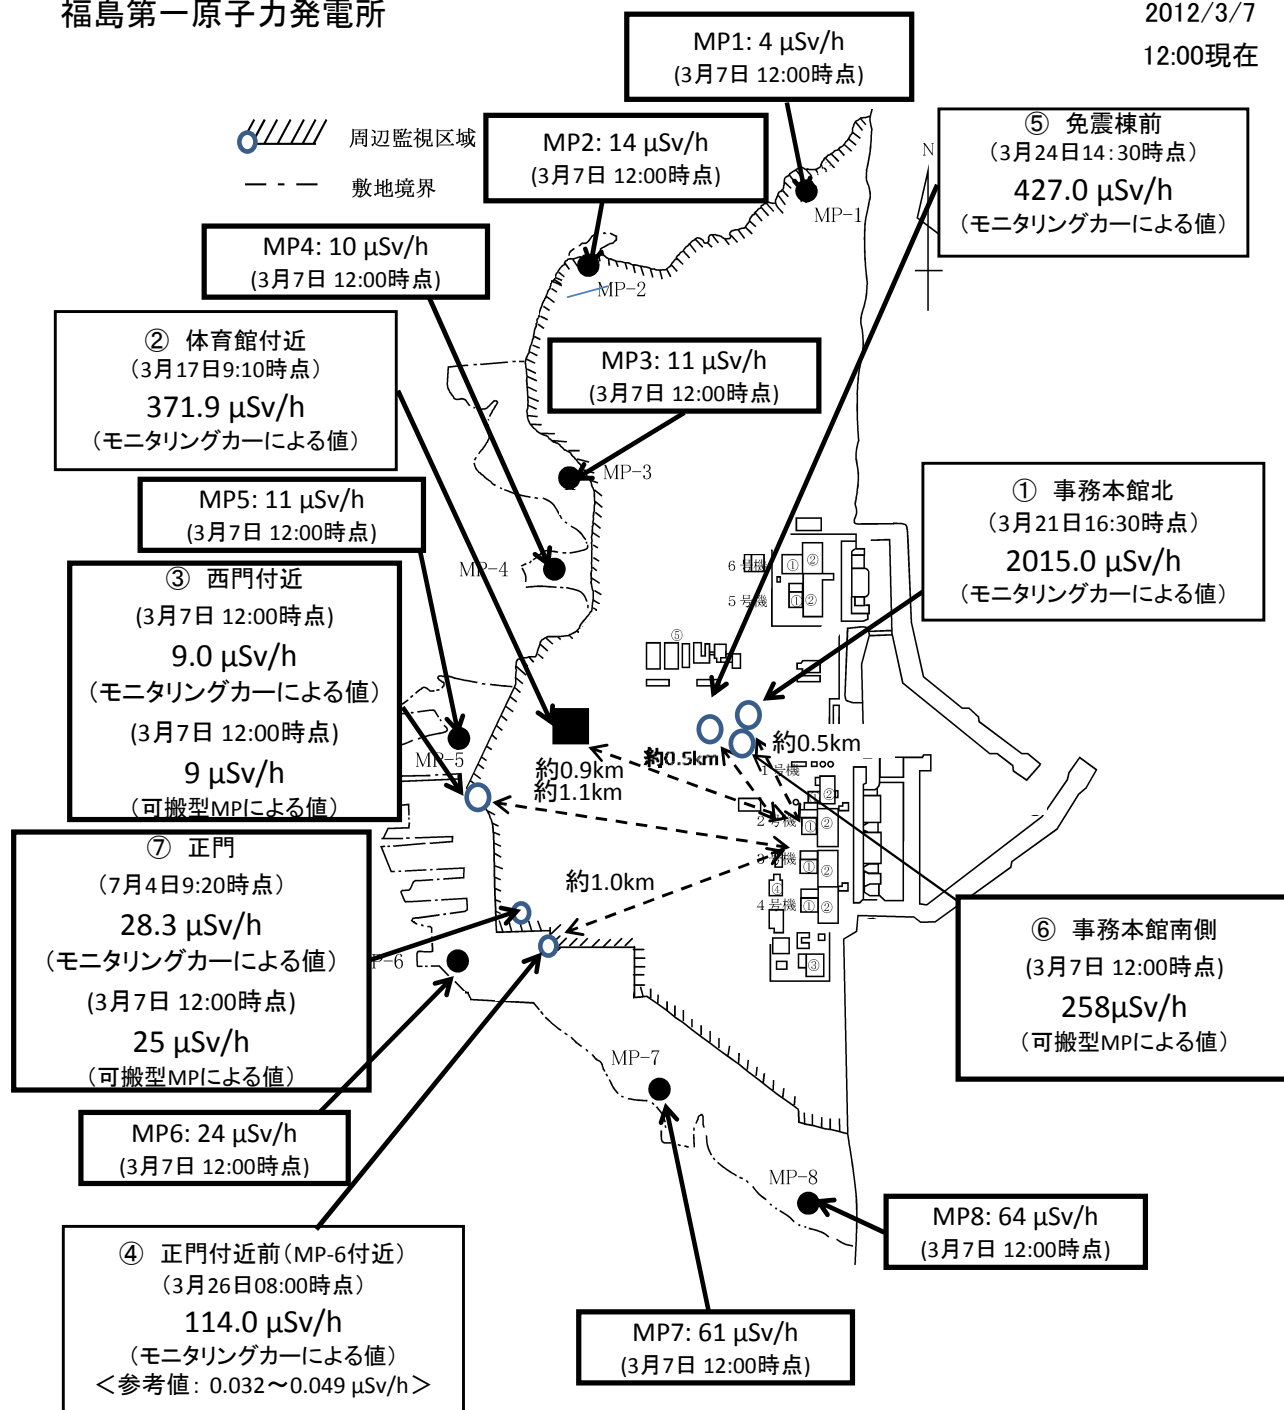 福島第一原子力発電所
2012/3/7
12:00現在
MP1: 4 μSv/h
(3月7日 12:00時点)
周辺監視区域
敷地境界
MP2: 14 μSv/h
(3月7日 12:00時点)
⑤ 免震棟前
(3月24日14:30時点)
427.0 μSv/h
(モニタリングカーによる値)
N
MP-1
MP4: 10 μSv/h
(3月7日 12:00時点)
MP-2
② 体育館付近
(3月17日9:10時点)
371.9 μSv/h
(モニタリングカーによる値)
MP3: 11 μSv/h
(3月7日 12:00時点)
MP-3
MP5: 11 μSv/h
(3月7日 12:00時点)
① 事務本館北
(3月21日16:30時点)
2015.0 μSv/h
(モニタリングカーによる値)
MP-4
6号機
① ②
5号機
① ②
⑤
③ 西門付近
(3月7日 12:00時点)
9.0 μSv/h
(モニタリングカーによる値)
(3月7日 12:00時点)
9 μSv/h
(可搬型MPによる値)
MP-5
約0.9km
約1.1km
約0.5km
約0.5km
1号機
②
2号機
① ②
3号機
① ②
④
4号機
① ②
③
約1.0km
⑦ 正門
(7月4日9:20時点)
28.3 μSv/h
(モニタリングカーによる値)
(3月7日 12:00時点)
25 μSv/h
(可搬型MPによる値)
P-6
⑥ 事務本館南側
(3月7日 12:00時点)
258μSv/h
(可搬型MPによる値)
MP-7
MP6: 24 μSv/h
(3月7日 12:00時点)
MP-8
MP8: 64 μSv/h
(3月7日 12:00時点)
④ 正門付近前(MP-6付近)
(3月26日08:00時点)
114.0 μSv/h
(モニタリングカーによる値)
<参考値: 0.032~0.049 μSv/h>
MP7: 61 μSv/h
(3月7日 12:00時点)